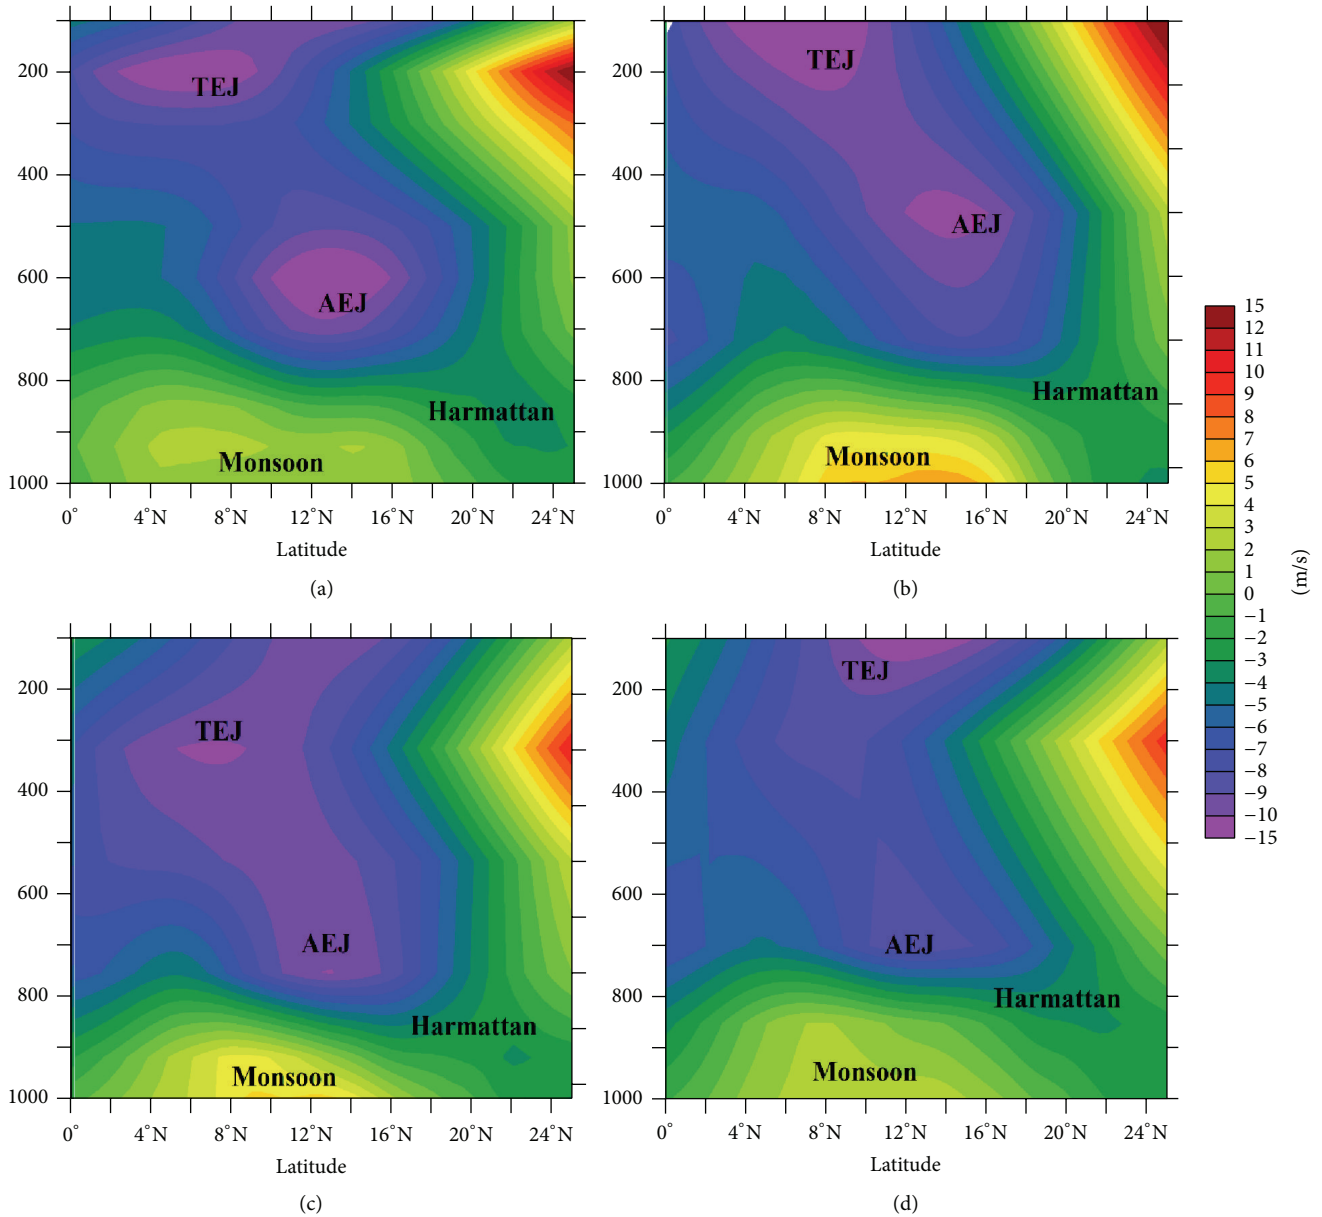 TEJ
AEJ
Harmattan
Monsoon
200
400
600
800
1000
0° 4°N 8°N 12°N 16°N 20°N 24°N
Latitude
(a)
TEJ
AEJ
Harmattan
Monsoon
200
400
600
800
1000
0° 4°N 8°N 12°N 16°N 20°N 24°N
Latitude
(b)
TEJ
AEJ
Harmattan
Monsoon
200
400
600
800
1000
0° 4°N 8°N 12°N 16°N 20°N 24°N
Latitude
(c)
TEJ
AEJ
Harmattan
Monsoon
200
400
600
800
1000
0° 4°N 8°N 12°N 16°N 20°N 24°N
Latitude
(d)
15
12
11
10
9
8
7
6
5
4
3
2
1
0
−1
−2
−3
−4
−5
−6
−7
−8
−9
−10
−15
(m/s)